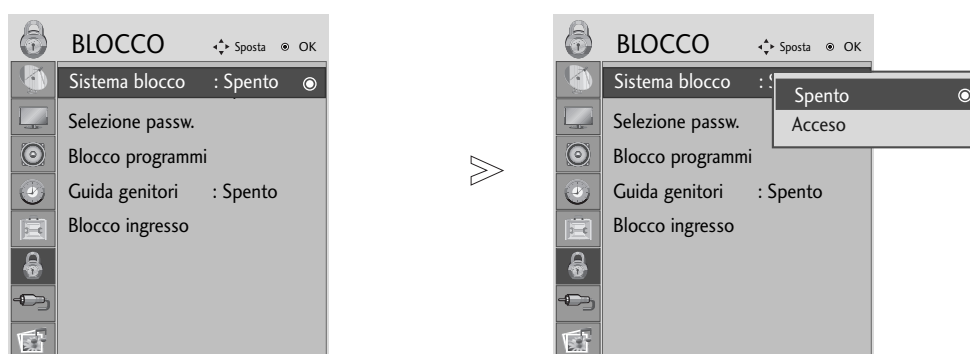 BLOCCO Sposta OK
Sistema blocco : Spento
Selezione passw.
Blocco programmi
Guida genitori : Spento
Blocco ingresso
BLOCCO Sposta OK
Sistema blocco : S
Spento
Acceso
Selezione passw.
Blocco programmi
Guida genitori : Spento
Blocco ingresso